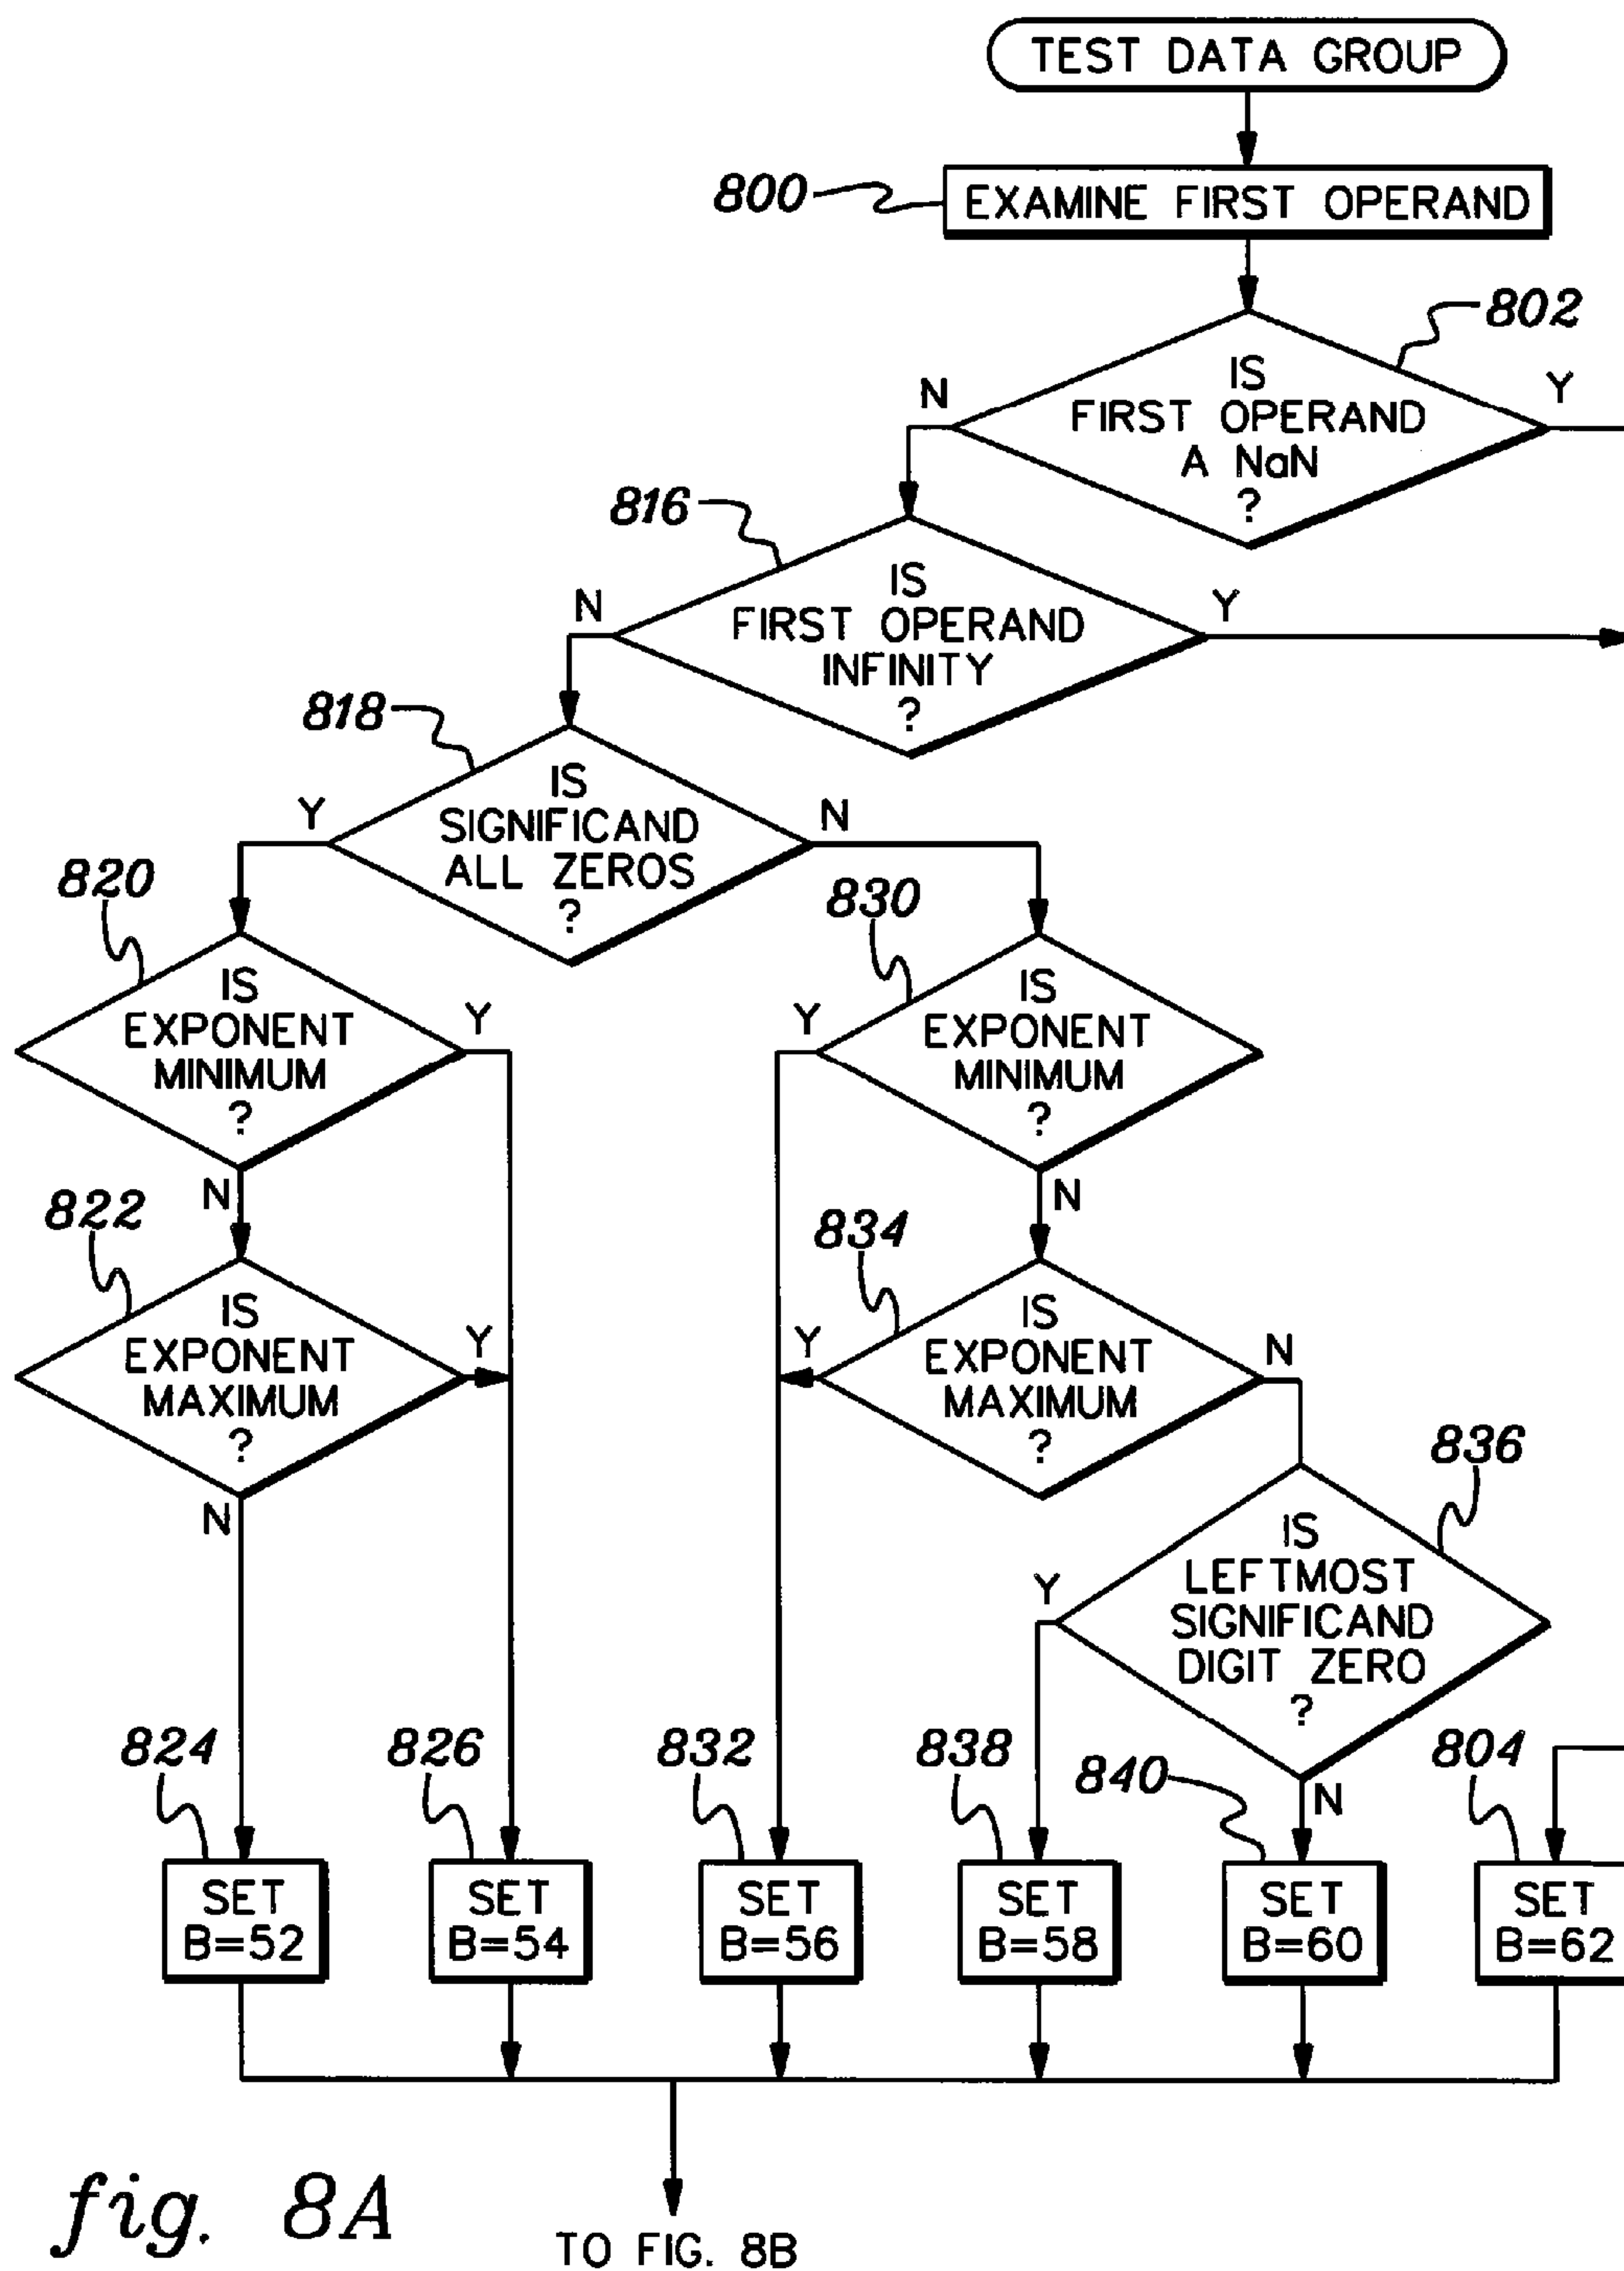 TEST DATA GROUP
800
EXAMINE FIRST OPERAND
802
IS
FIRST OPERAND
A NaN
?
N
Y
816
IS
FIRST OPERAND
INFINITY
?
N
Y
818
IS
SIGNIFICAND
ALL ZEROS
?
Y
N
820
IS
EXPONENT
MINIMUM
?
Y
N
830
IS
EXPONENT
MINIMUM
?
Y
N
822
IS
EXPONENT
MAXIMUM
?
Y
N
834
IS
EXPONENT
MAXIMUM
?
Y
N
836
IS
LEFTMOST
SIGNIFICAND
DIGIT ZERO
?
Y
N
824
SET
B=52
826
SET
B=54
832
SET
B=56
838
SET
B=58
840
SET
B=60
804
SET
B=62
fig. 8A
TO FIG. 8B